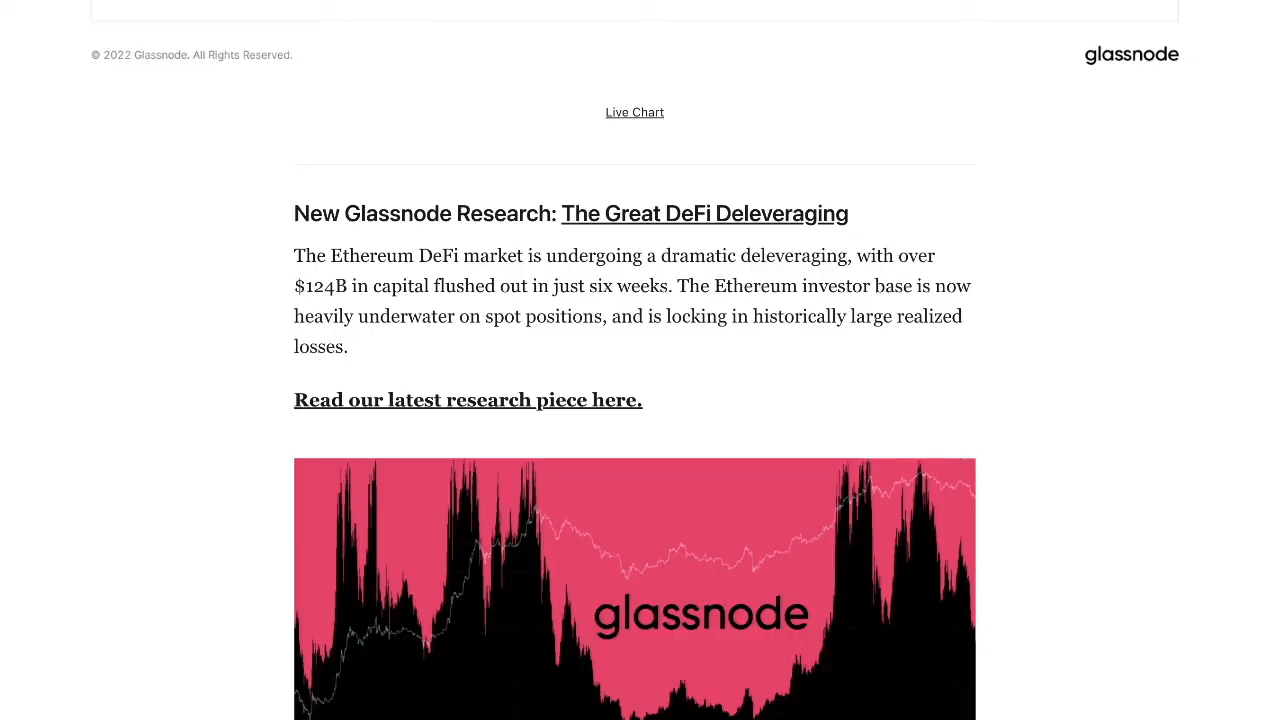 © 2022 Glassnode. All Rights Reserved.
glassnode
Live Chart
New Glassnode Research: The Great DeFi Deleveraging
The Ethereum DeFi market is undergoing a dramatic deleveraging, with over
$124B in capital flushed out in just six weeks. The Ethereum investor base is now
heavily underwater on spot positions, and is locking in historically large realized
losses.
Read our latest research piece here.
glassnode